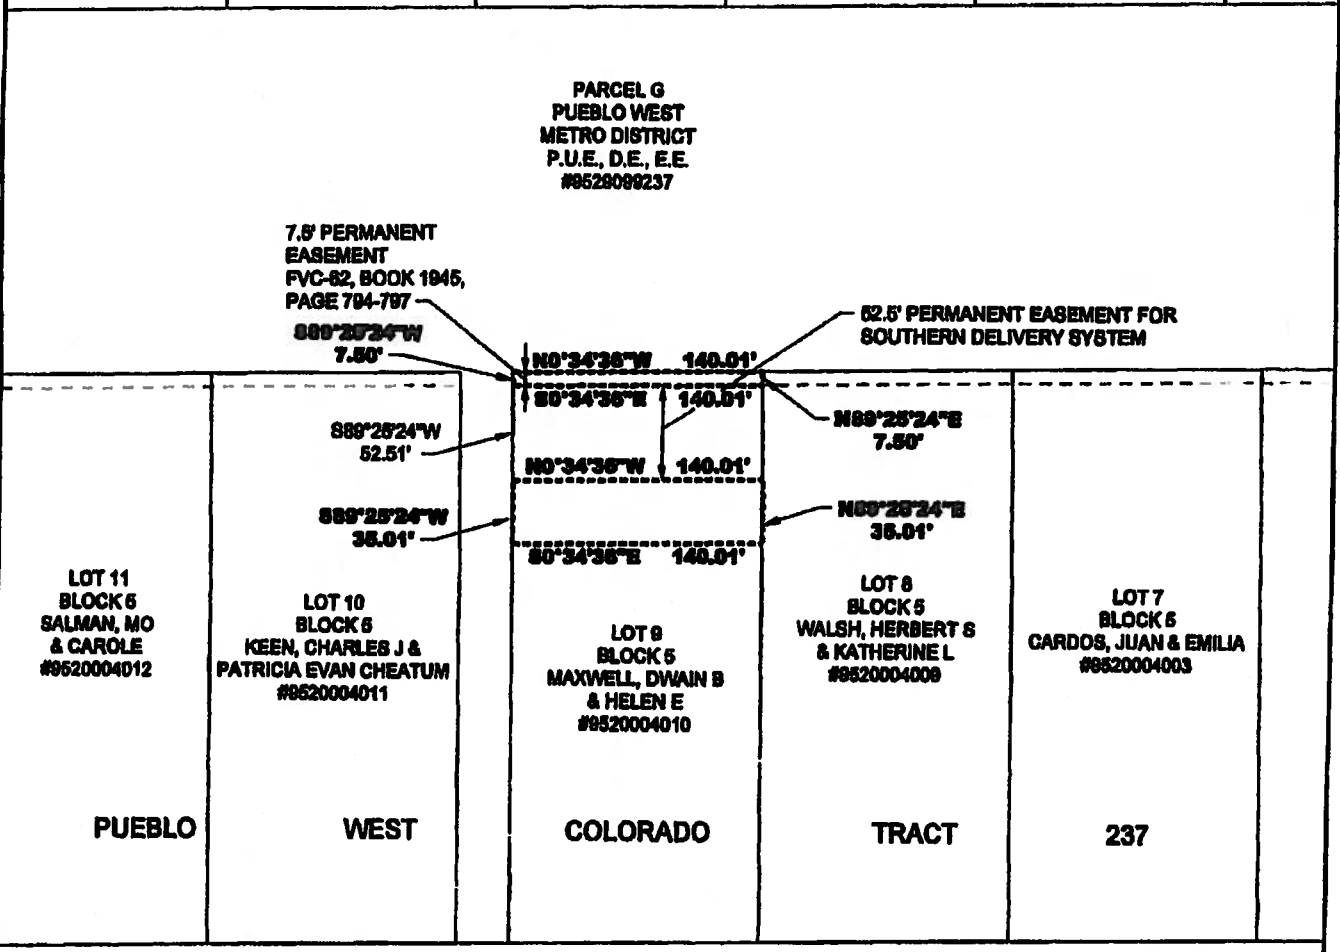 PARCEL G
PUEBLO WEST
METRO DISTRICT
P.U.E., D.E., E.E.
#9529099237
7.5' PERMANENT
EASEMENT
FVC-82, BOOK 1945,
PAGE 794-797
52.5' PERMANENT EASEMENT FOR
SOUTHERN DELIVERY SYSTEM
S89°25'24"W
7.50'
N0°34'36"W 140.01'
S0°34'36"E 140.01'
N89°25'24"E
7.50'
S89°25'24"W
52.51'
N0°34'36"W 140.01'
S89°25'24"W
35.01'
N89°25'24"E
35.01'
S0°34'36"E 140.01'
LOT 11
BLOCK 5
SALMAN, MO
& CAROLE
#9520004012
LOT 10
BLOCK 5
KEEN, CHARLES J &
PATRICIA EVAN CHEATUM
#9520004011
LOT 9
BLOCK 5
MAXWELL, DWAIN B
& HELEN E
#9520004010
LOT 8
BLOCK 5
WALSH, HERBERT S
& KATHERINE L
#9520004009
LOT 7
BLOCK 5
CARDOS, JUAN & EMILIA
#9520004003
PUEBLO WEST COLORADO TRACT 237